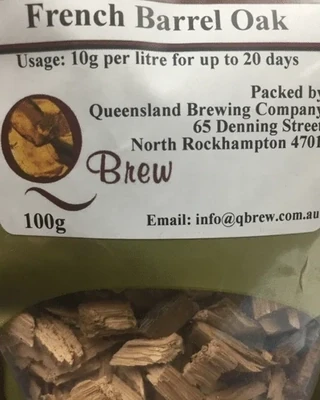 French Barrel Oak
Usage: 10g per litre for up to 20 days
Packed by
Queensland Brewing Company
65 Denning Street
North Rockhampton 4701
Brew
100g
Email: info@qbrew.com.au